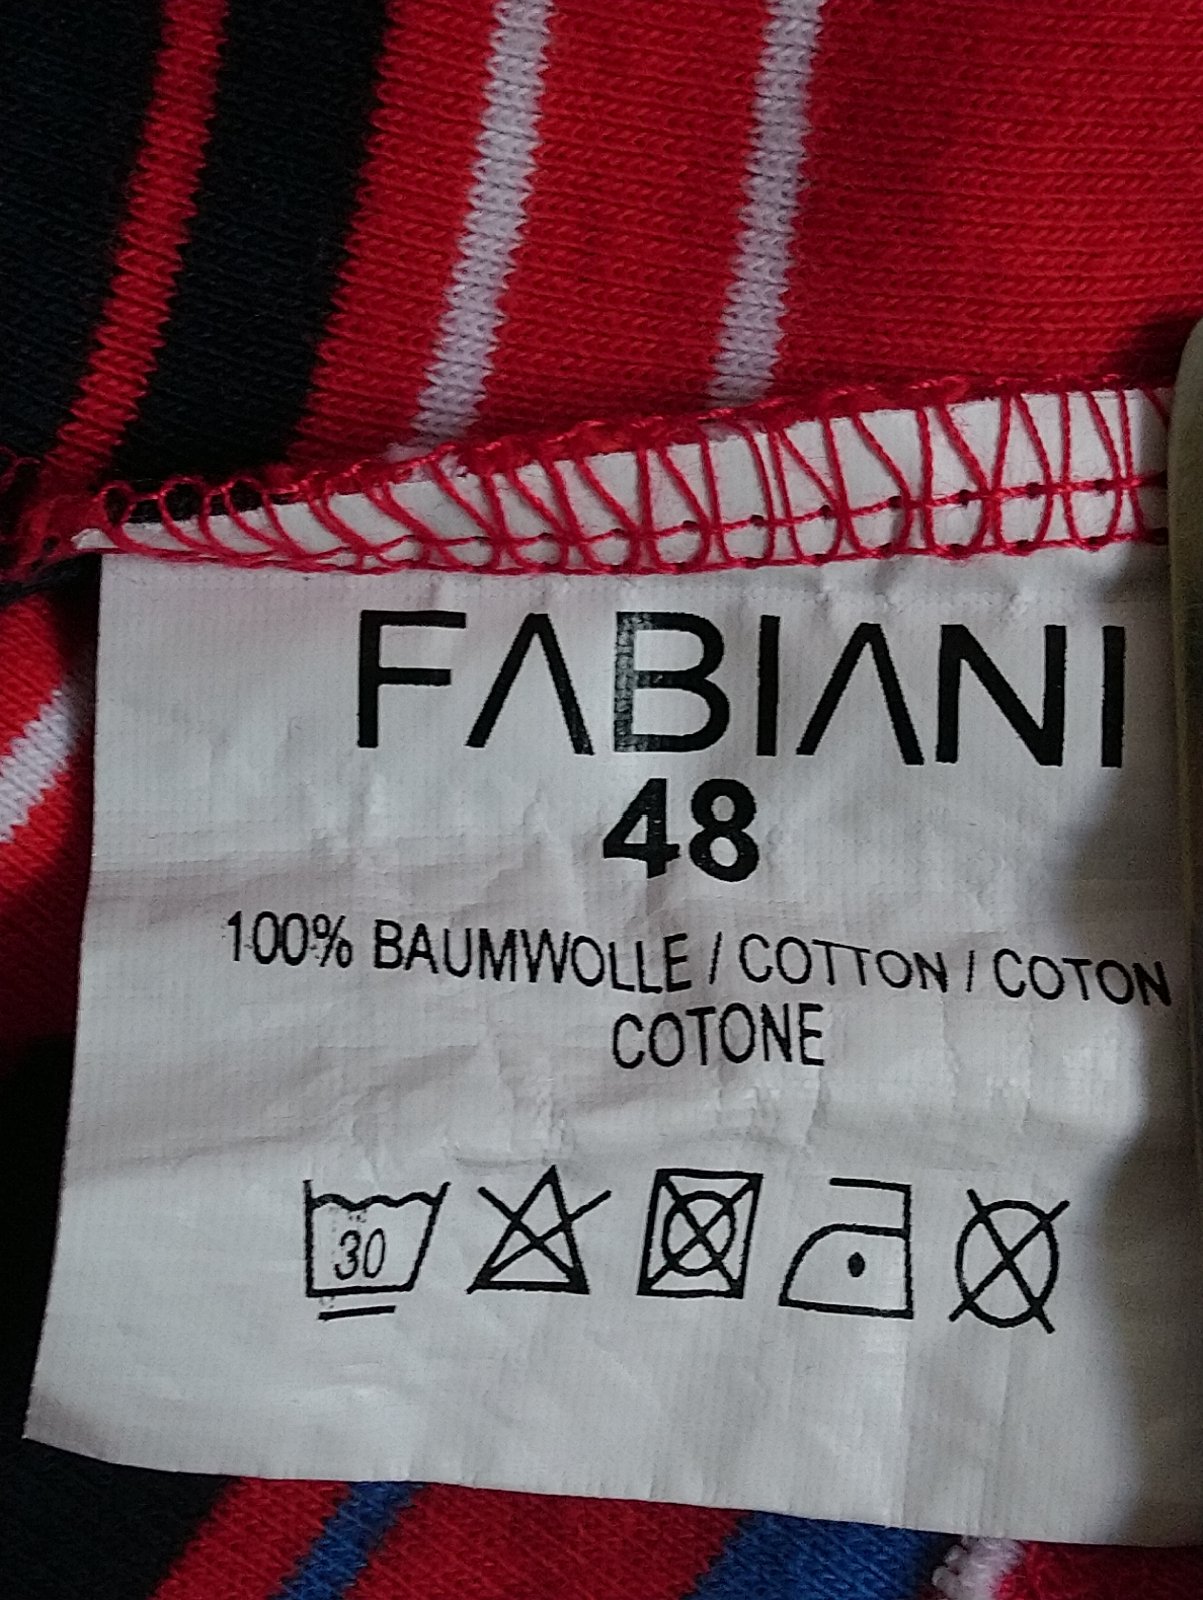 FABIANI
48
100% BAUMWOLLE / COTTON / COTON
COTONE
30